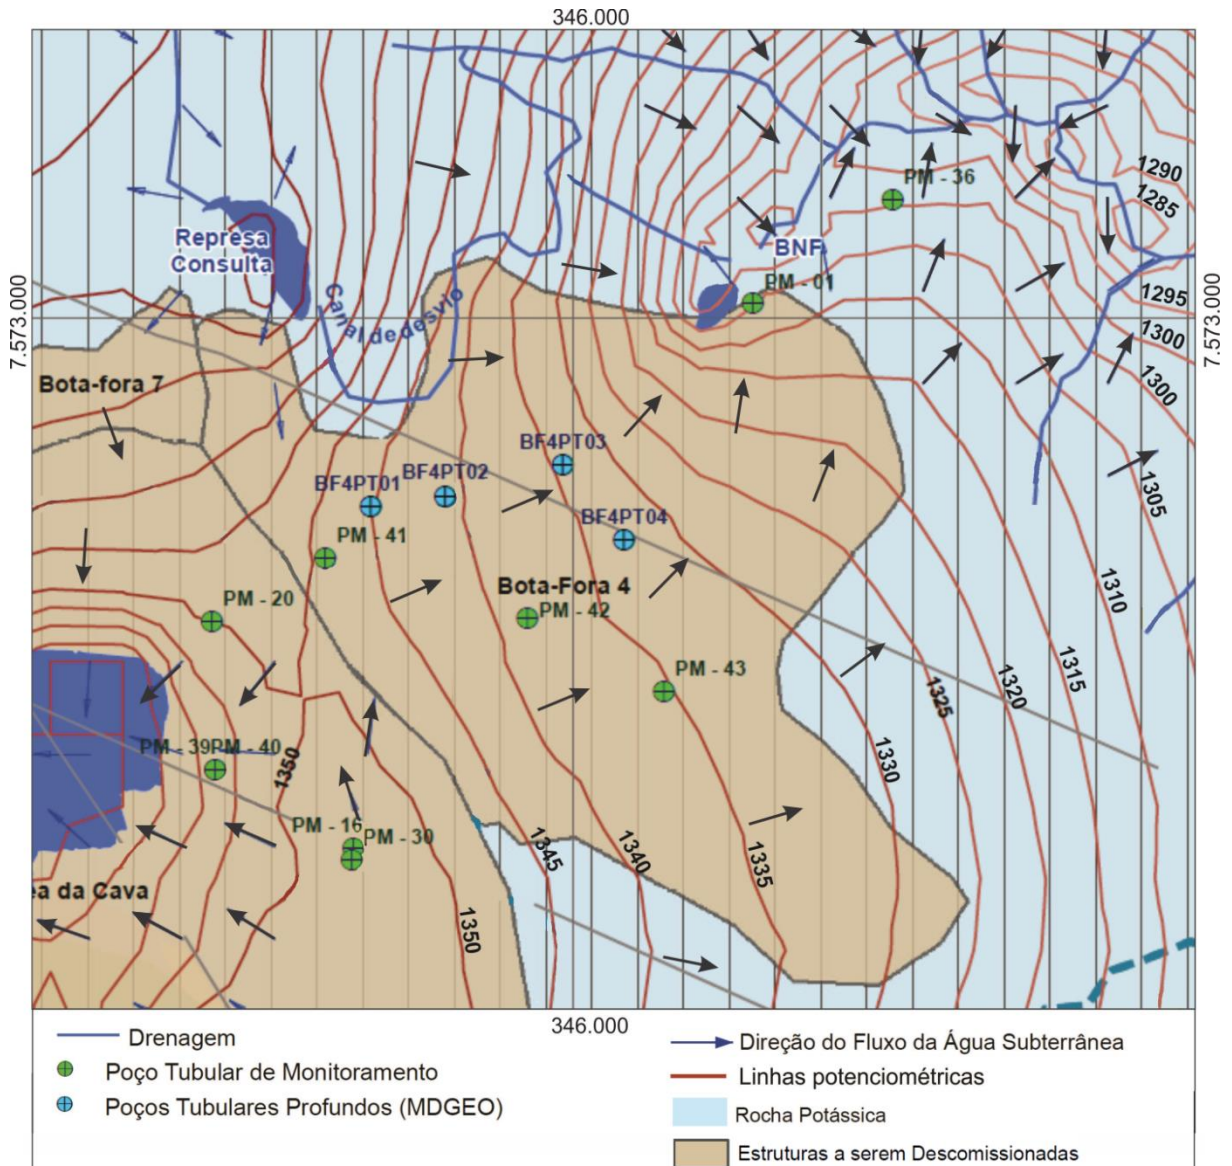 346.000
1290
PM - 36
1285
Represa
Consulta
BNF
PM - 01
1295
7.573.000
7.573.000
Canal de desvio
1300
Bota-fora 7
1300
BF4PT03
BF4PT02
BF4PT01
1305
BF4PT04
PM - 41
Bota-Fora 4
1310
PM - 20
PM - 42
1315
PM - 43
1320
1325
PM - 39
PM - 40
1350
1330
PM - 16
PM - 30
1345
1340
1335
ea da Cava
1350
346.000
Drenagem
Poço Tubular de Monitoramento
Poços Tubulares Profundos (MDGEO)
Direção do Fluxo da Água Subterrânea
Linhas potenciométricas
Rocha Potássica
Estruturas a serem Descomissionadas